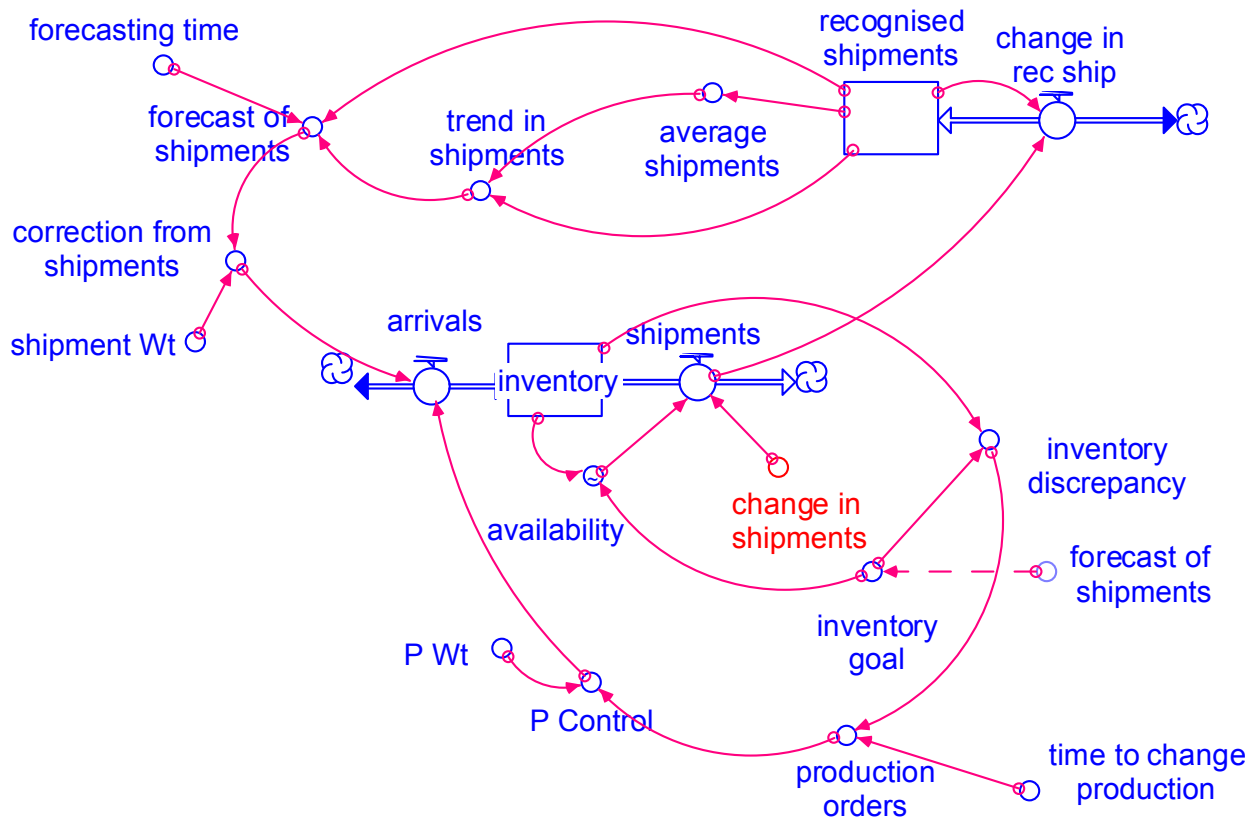 forecasting time
recognised
shipments
change in
rec ship
forecast of
shipments
trend in
shipments
average
shipments
correction from
shipments
shipment Wt
arrivals
shipments
inventory
inventory
discrepancy
availability
change in
shipments
forecast of
shipments
inventory
goal
P Wt
P Control
production
orders
time to change
production